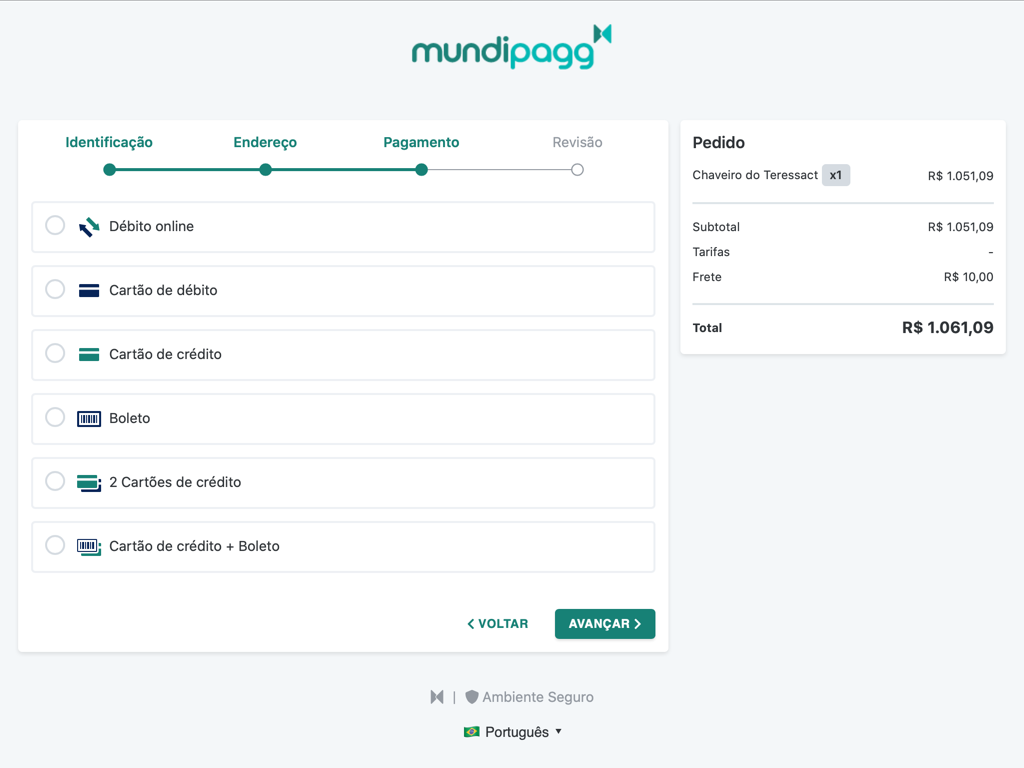 mundipagg
Identificação Endereço Pagamento Revisão
Débito online
Cartão de débito
Cartão de crédito
Boleto
2 Cartões de crédito
Cartão de crédito + Boleto
VOLTAR AVANÇAR
Pedido
Chaveiro do Teressact x1 R$ 1.051,09
Subtotal R$ 1.051,09
Tarifas -
Frete R$ 10,00
Total R$ 1.061,09
| Ambiente Seguro
Português